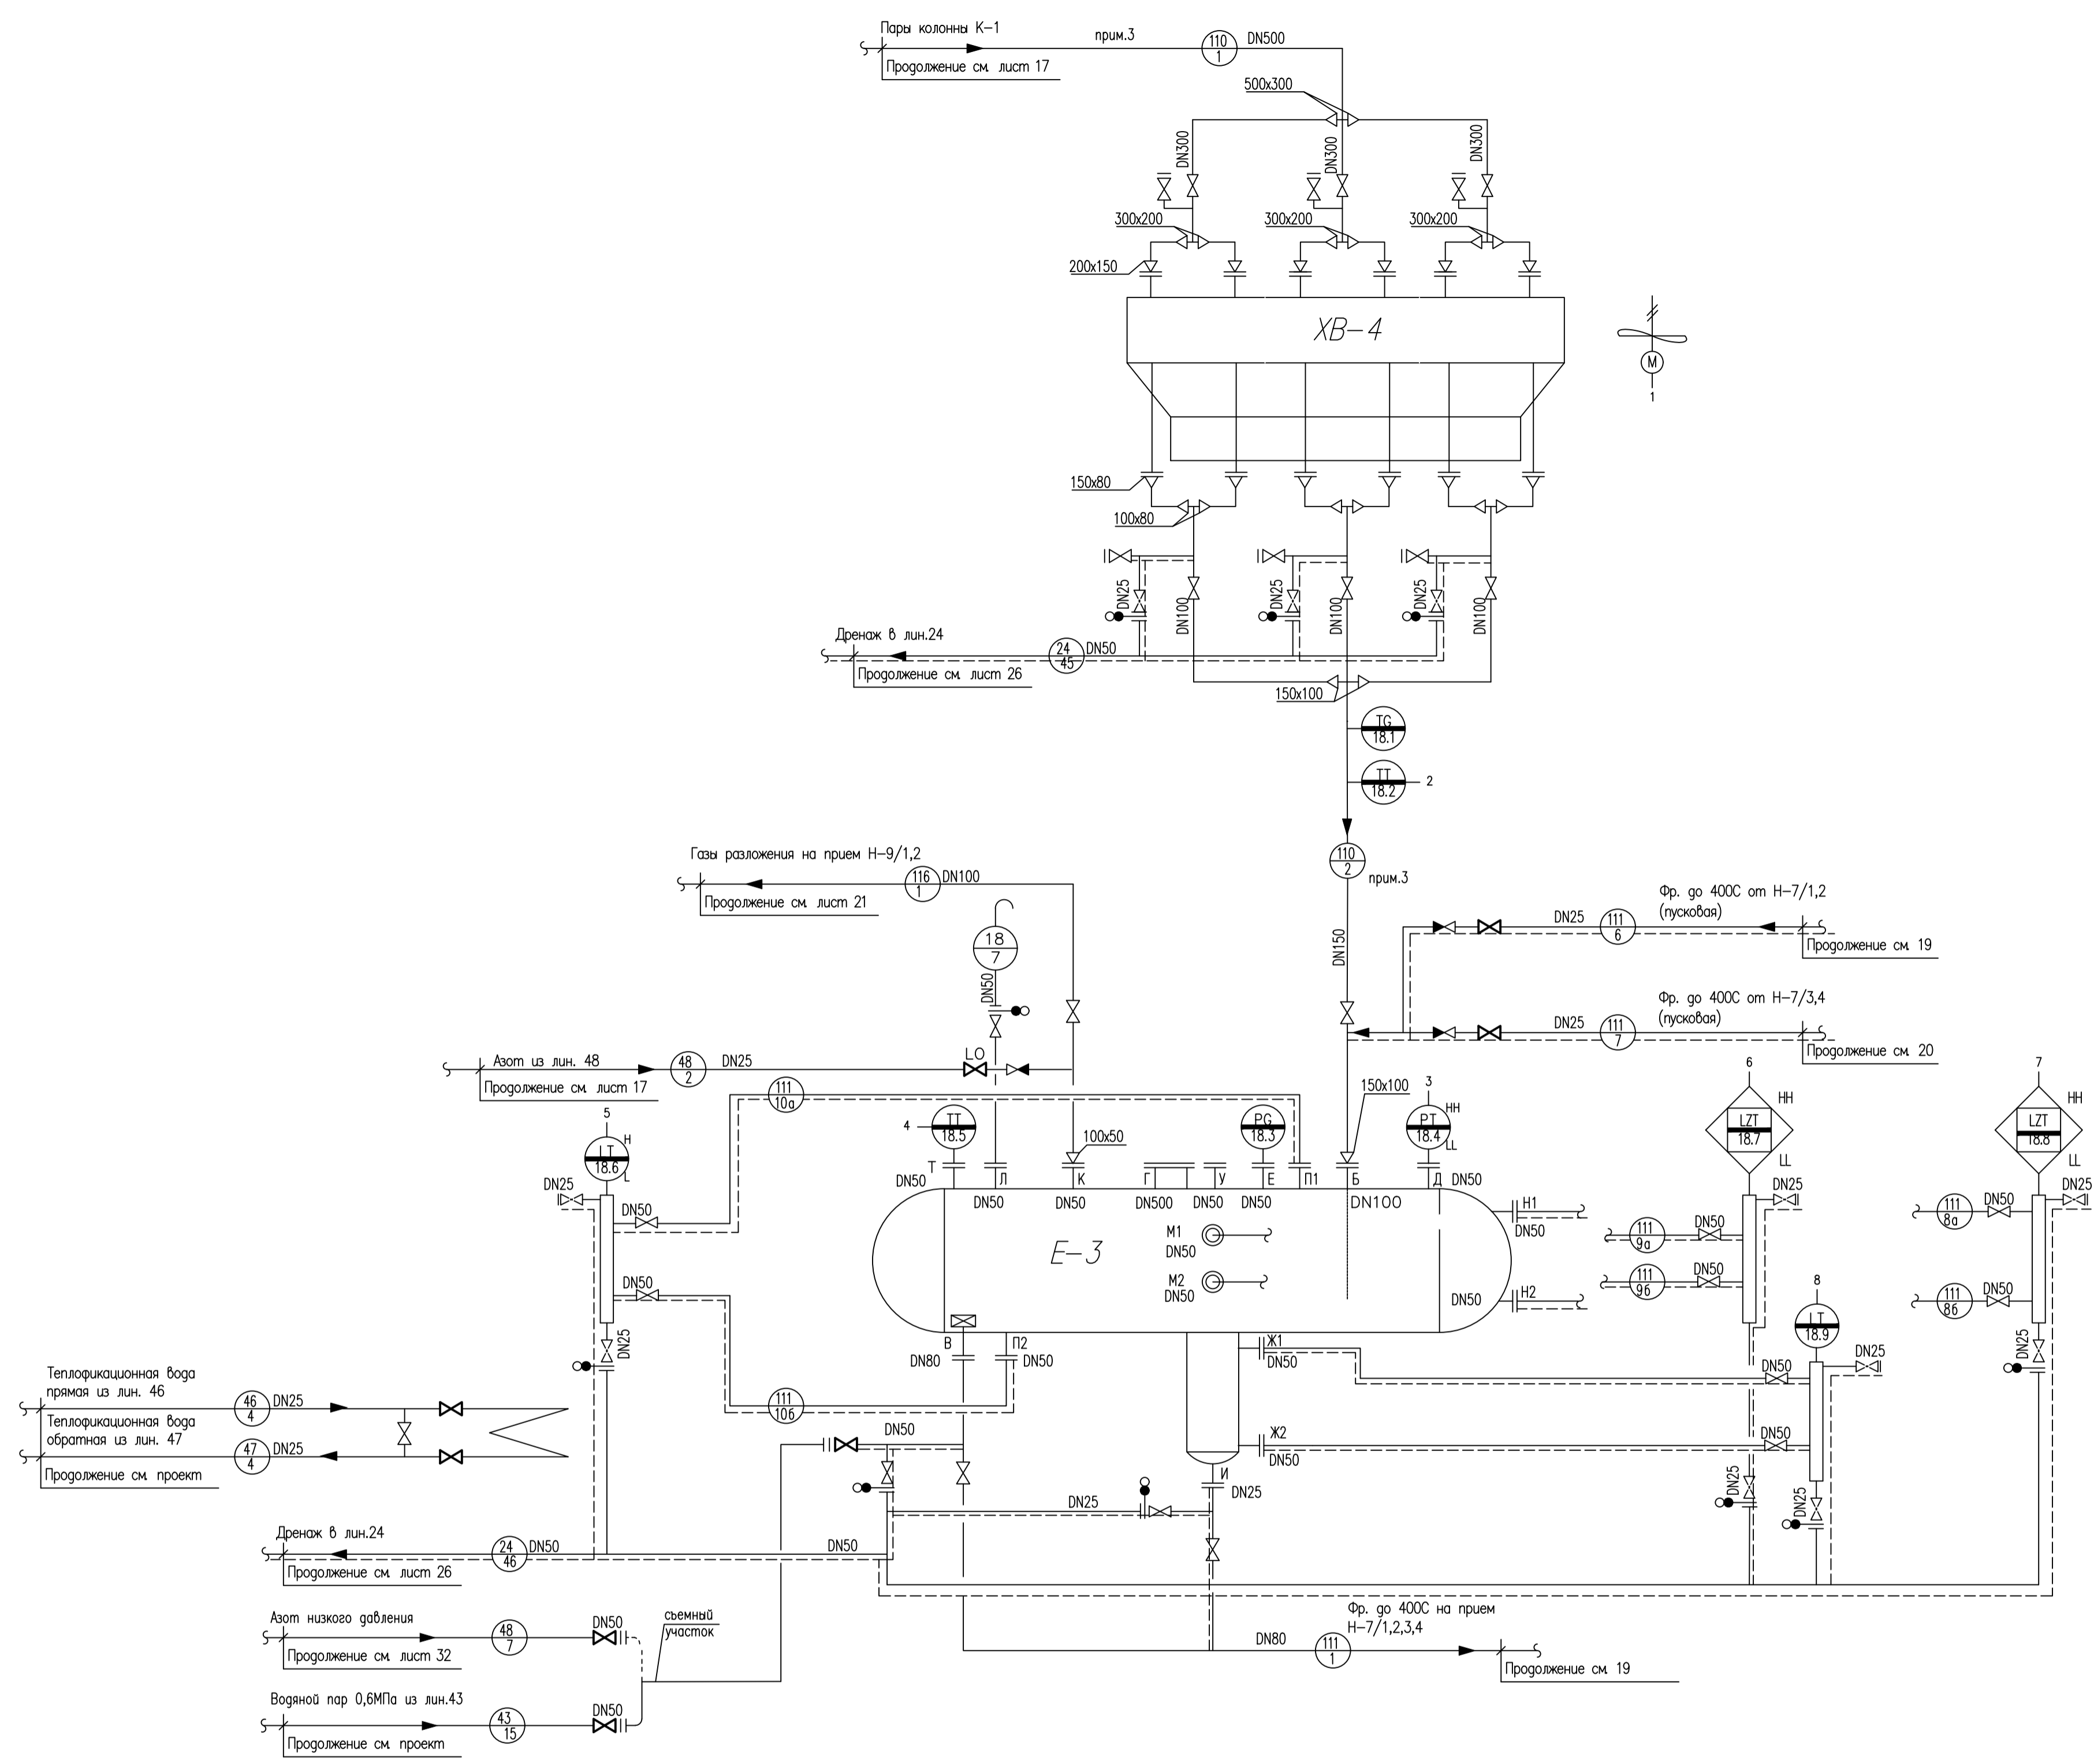 Пары колонны К-1
прим.3
110
1
DN500
Продолжение см. лист 17
500x300
DN300
DN300
DN300
300x200
300x200
300x200
200x150
ХВ-4
М
1
150x80
100x80
DN25
DN100
DN25
DN100
DN25
DN100
Дренаж в лин.24
24
45
DN50
Продолжение см. лист 26
150x100
TG
18.1
TT
18.2
2
110
2
прим.3
Газы разложения на прием Н-9/1,2
116
1
DN100
Продолжение см. лист 21
18
7
DN50
DN150
Фр. до 400С от Н-7/1,2
(пусковая)
DN25
111
6
Продолжение см. 19
Фр. до 400С от Н-7/3,4
(пусковая)
DN25
111
7
Продолжение см. 20
Азот из лин. 48
48
2
DN25
LO
Продолжение см. лист 17
111
10а
150x100
5
LT
18.6
H
L
4
TT
18.5
100x50
PG
18.3
3
PT
18.4
HH
LL
6
LZT
18.7
HH
LL
7
LZT
18.8
HH
LL
DN25
DN50
DN50
Т
Л
DN50
К
DN50
Г
DN500
У
DN50
Е
DN50
П1
Б
DN100
Д
DN50
Н1
DN50
М1
DN50
Е-3
М2
DN50
DN50
Н2
DN50
DN25
DN25
111
9а
DN50
111
9б
DN50
111
8а
DN50
111
8б
DN50
8
LT
18.9
DN25
DN25
DN25
В
DN80
П2
DN50
Ж1
DN50
DN50
Теплофикационная вода
прямая из лин. 46
46
4
DN25
Теплофикационная вода
обратная из лин. 47
47
4
DN25
Продолжение см. проект
111
10б
DN50
Ж2
DN50
DN50
И
DN25
DN25
DN25
DN25
Дренаж в лин.24
24
46
DN50
DN50
Продолжение см. лист 26
Азот низкого давления
48
7
DN50
Продолжение см. лист 32
сьемный
участок
Фр. до 400С на прием
Н-7/1,2,3,4
DN80
111
1
Продолжение см. 19
Водяной пар 0,6МПа из лин.43
43
15
DN50
Продолжение см. проект